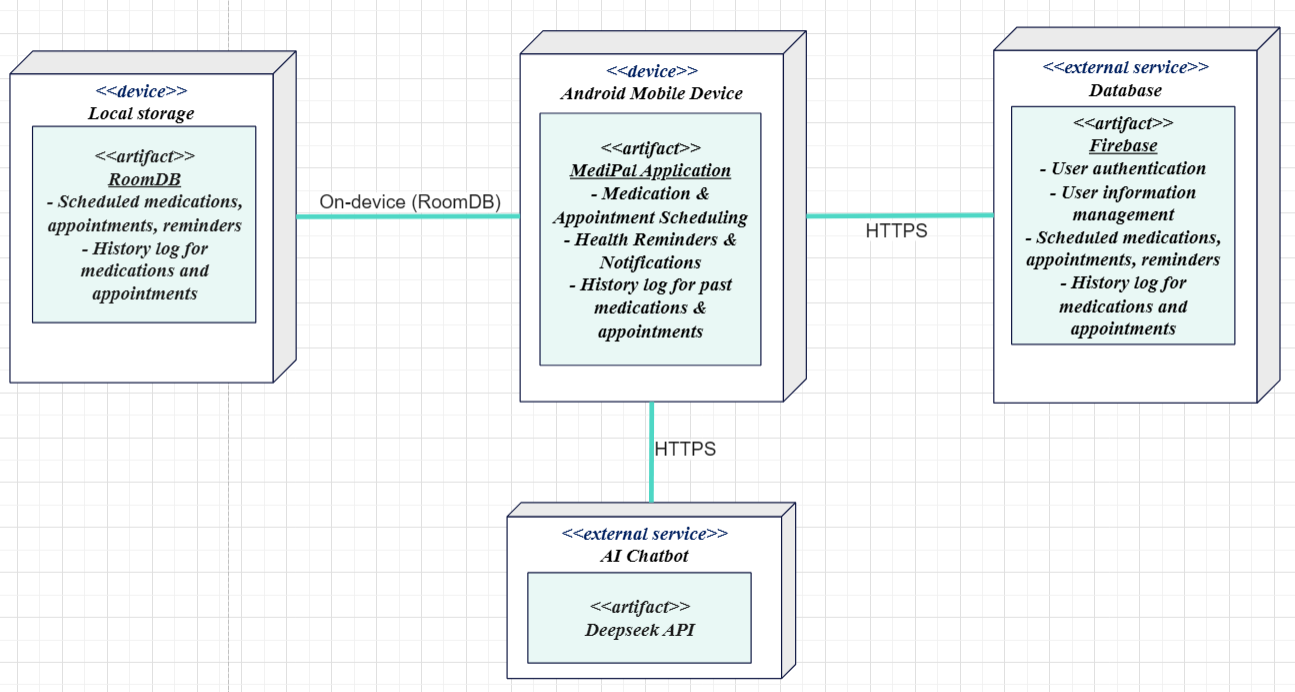 <<device>>
Local storage
<<artifact>>
RoomDB
- Scheduled medications,
appointments, reminders
- History log for
medications and
appointments
On-device (RoomDB)
<<device>>
Android Mobile Device
<<artifact>>
MediPal Application
- Medication &
Appointment Scheduling
- Health Reminders &
Notifications
- History log for past
medications &
appointments
HTTPS
<<external service>>
Database
<<artifact>>
Firebase
- User authentication
- User information
management
- Scheduled medications,
appointments, reminders
- History log for
medications and
appointments
HTTPS
<<external service>>
AI Chatbot
<<artifact>>
Deepseek API